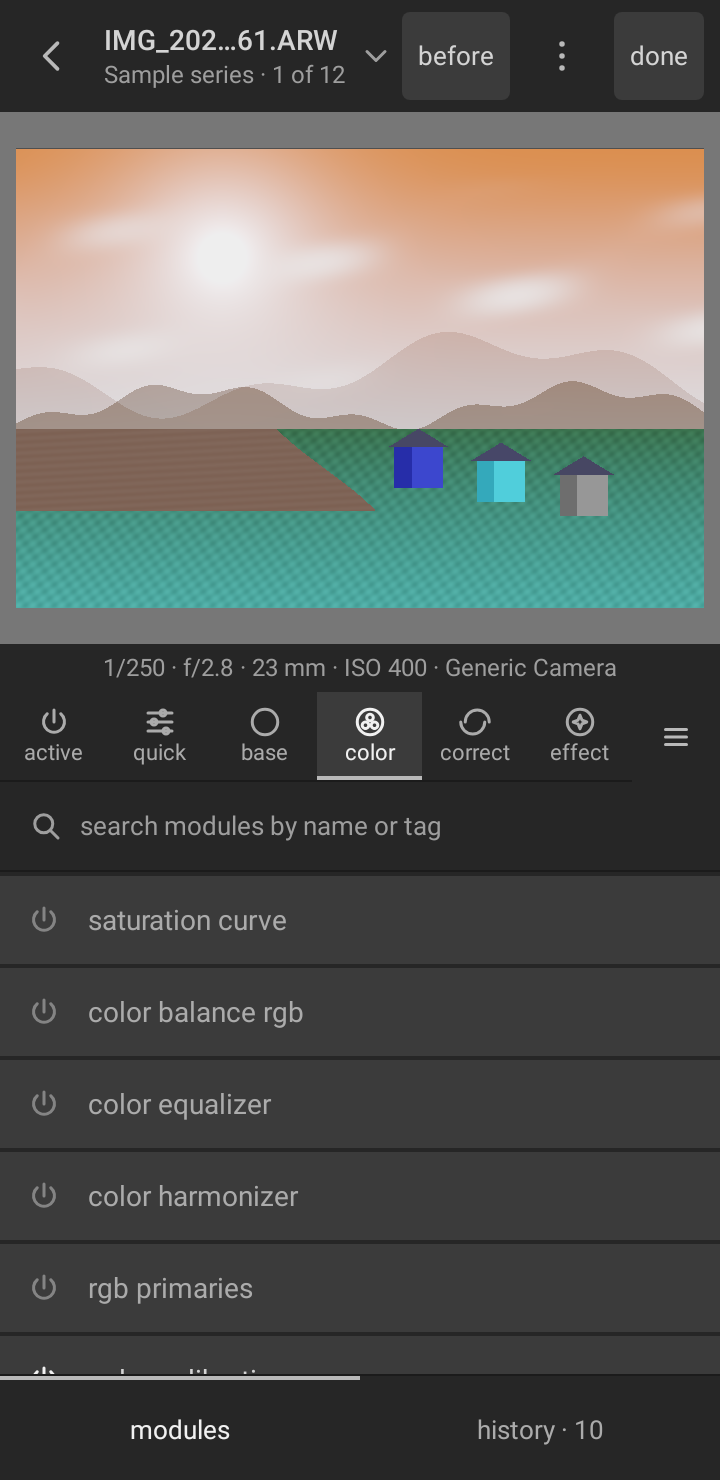 IMG_202…61.ARW
Sample series · 1 of 12
before
done
1/250 · f/2.8 · 23 mm · ISO 400 · Generic Camera
active
quick
base
color
correct
effect
search modules by name or tag
saturation curve
color balance rgb
color equalizer
color harmonizer
rgb primaries
modules
history · 10